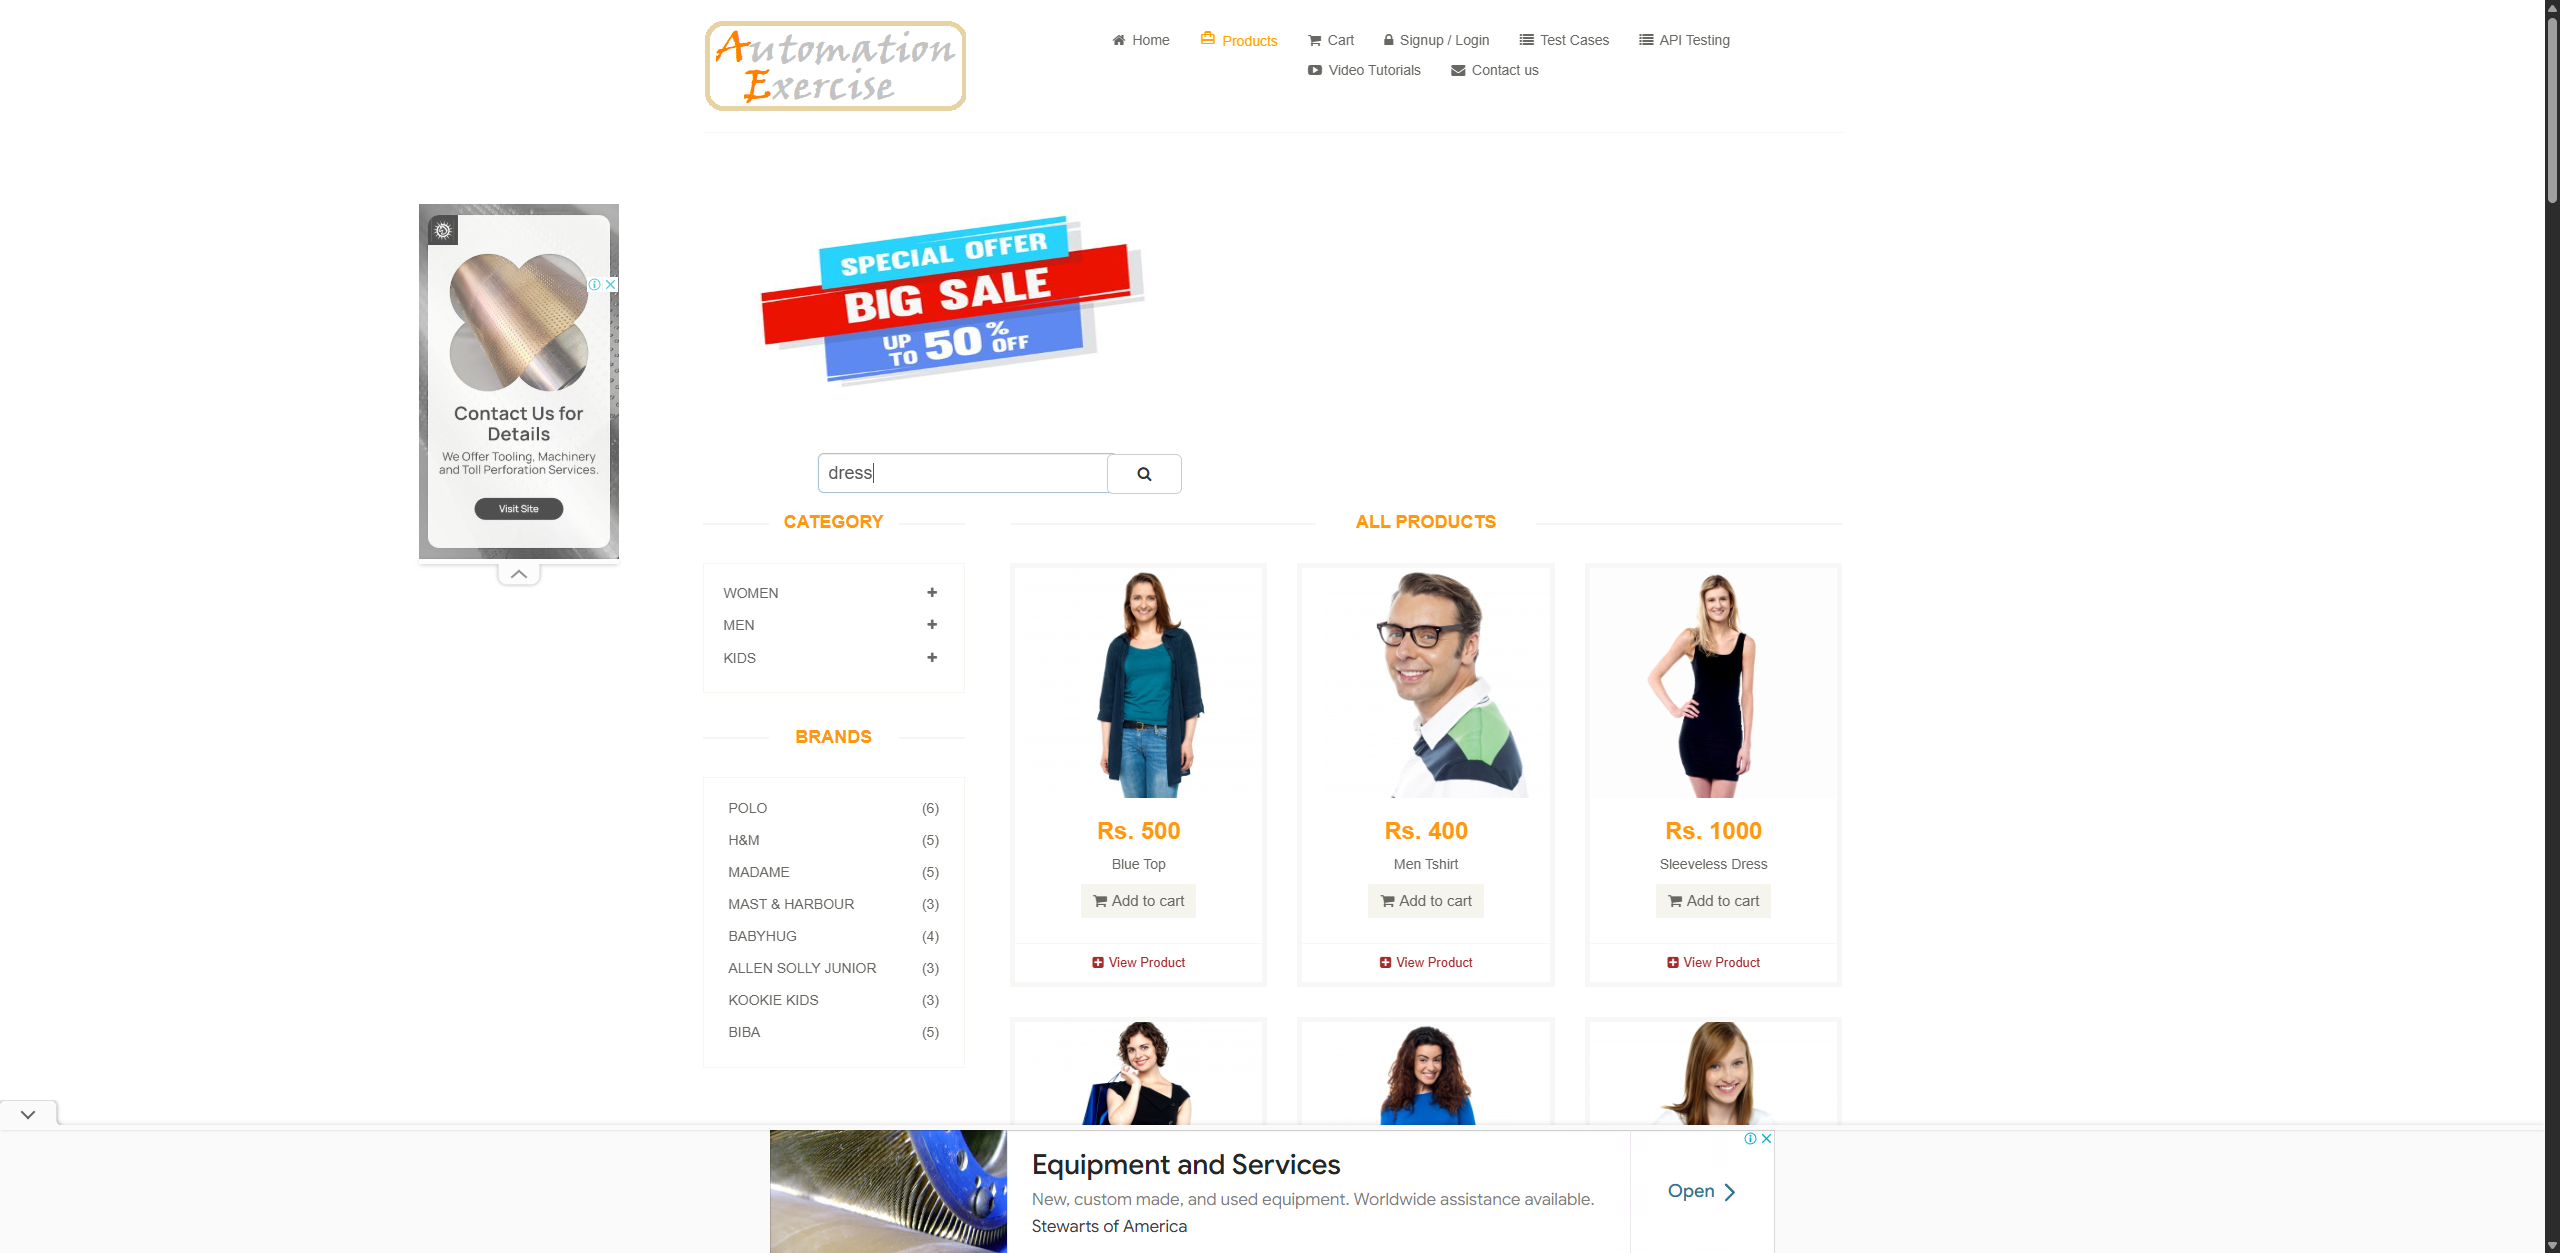 Automation
Exercise
Home
Products
Cart
Signup / Login
Test Cases
API Testing
Video Tutorials
Contact us
SPECIAL OFFER
BIG SALE
UP TO 50% OFF
Contact Us for
Details
We Offer Tooling, Machinery
and Toll Perforation Services.
Visit Site
dress
CATEGORY
WOMEN
MEN
KIDS
BRANDS
POLO (6)
H&M (5)
MADAME (5)
MAST & HARBOUR (3)
BABYHUG (4)
ALLEN SOLLY JUNIOR (3)
KOOKIE KIDS (3)
BIBA (5)
ALL PRODUCTS
Rs. 500
Blue Top
Add to cart
View Product
Rs. 400
Men Tshirt
Add to cart
View Product
Rs. 1000
Sleeveless Dress
Add to cart
View Product
Equipment and Services
New, custom made, and used equipment. Worldwide assistance available.
Stewarts of America
Open